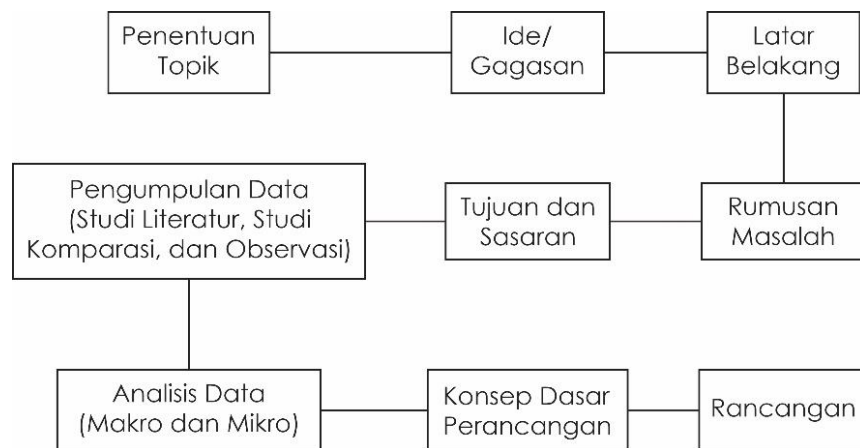 Penentuan
Topik
Ide/
Gagasan
Latar
Belakang
Pengumpulan Data
(Studi Literatur, Studi
Komparasi, dan Observasi)
Tujuan dan
Sasaran
Rumusan
Masalah
Analisis Data
(Makro dan Mikro)
Konsep Dasar
Perancangan
Rancangan